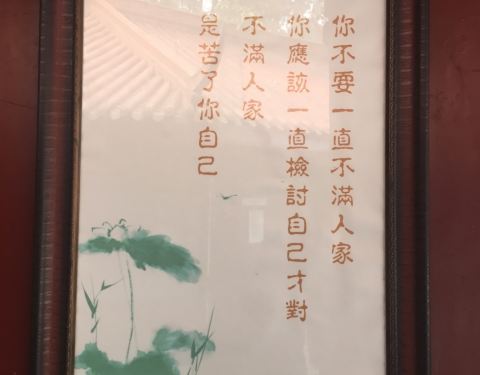 你不要一直不滿人家
你應該一直檢討自己才對
不滿人家
是苦了你自己